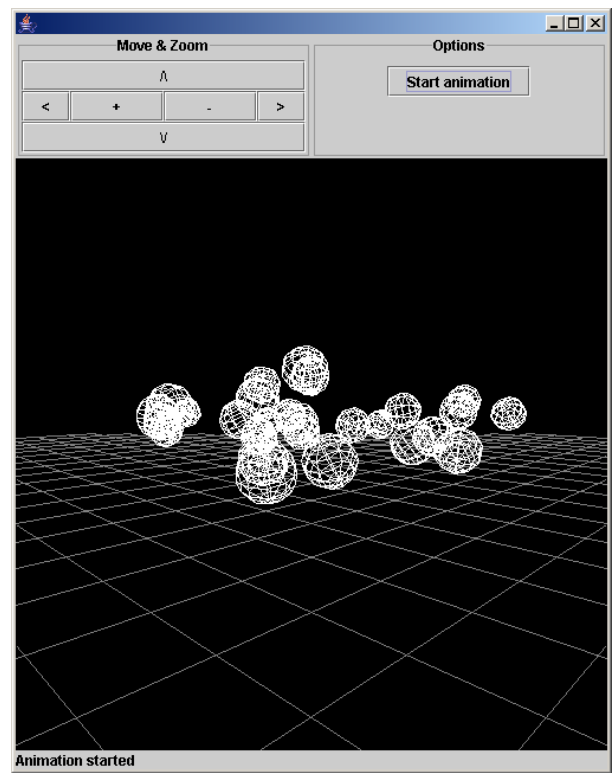 Move & Zoom
Options
/\
Start animation
< + - >
\/
Animation started